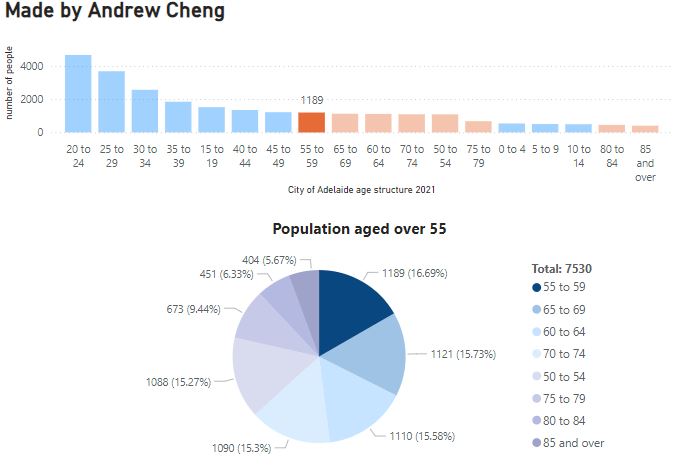 Made by Andrew Cheng
number of people
4000
2000
0
1189
20 to 24
25 to 29
30 to 34
35 to 39
15 to 19
40 to 44
45 to 49
55 to 59
65 to 69
60 to 64
70 to 74
50 to 54
75 to 79
0 to 4
5 to 9
10 to 14
80 to 84
85 and over
City of Adelaide age structure 2021
Population aged over 55
404 (5.67%)
451 (6.33%)
673 (9.44%)
1088 (15.27%)
1090 (15.3%)
1189 (16.69%)
1121 (15.73%)
1110 (15.58%)
Total: 7530
55 to 59
65 to 69
60 to 64
70 to 74
50 to 54
75 to 79
80 to 84
85 and over